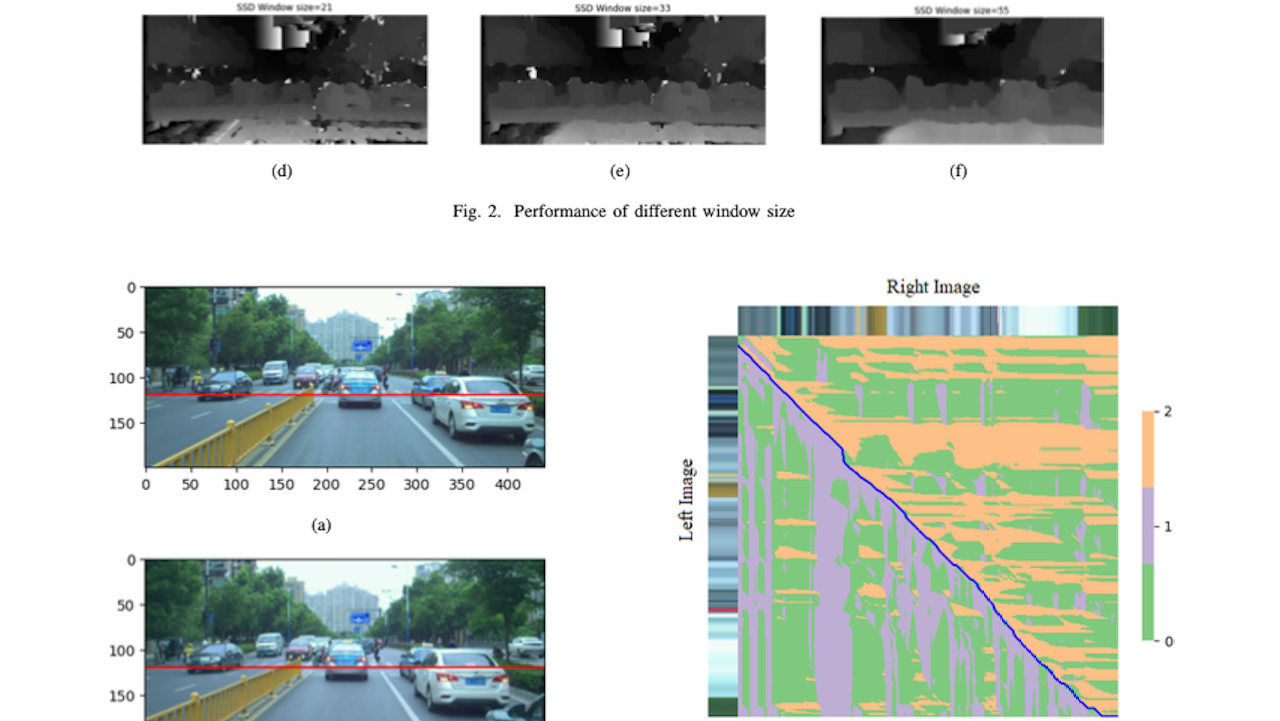 SSD Window size=21
SSD Window size=33
SSD Window size=55
(d)
(e)
(f)
Fig. 2. Performance of different window size
0
50
100
150
0 50 100 150 200 250 300 350 400
(a)
0
50
100
150
Right Image
Left Image
2
1
0